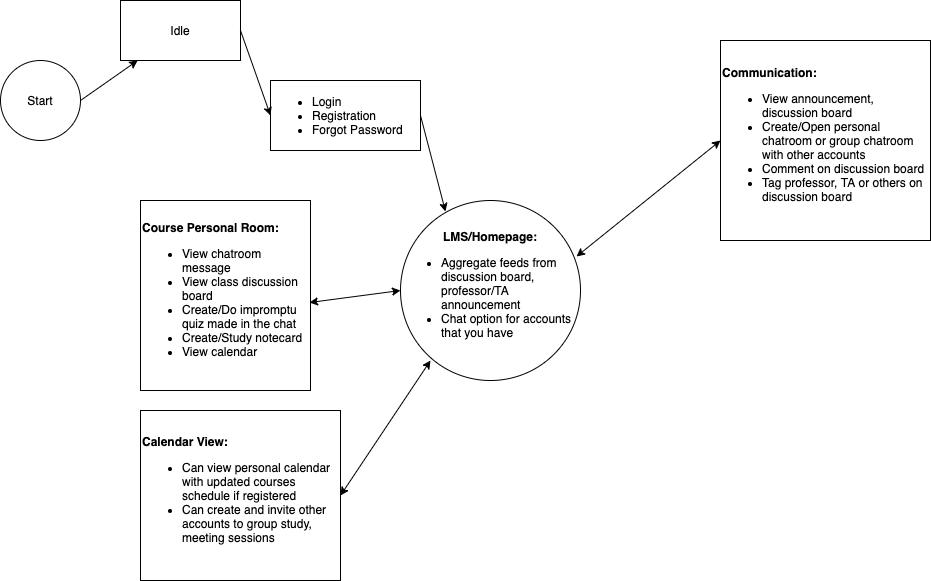 Idle
Start
• Login
• Registration
• Forgot Password
Communication:
• View announcement,
discussion board
• Create/Open personal
chatroom or group chatroom
with other accounts
• Comment on discussion board
• Tag professor, TA or others on
discussion board
Course Personal Room:
• View chatroom
message
• View class discussion
board
• Create/Do impromptu
quiz made in the chat
• Create/Study notecard
• View calendar
LMS/Homepage:
• Aggregate feeds from
discussion board,
professor/TA
announcement
• Chat option for accounts
that you have
Calendar View:
• Can view personal calendar
with updated courses
schedule if registered
• Can create and invite other
accounts to group study,
meeting sessions